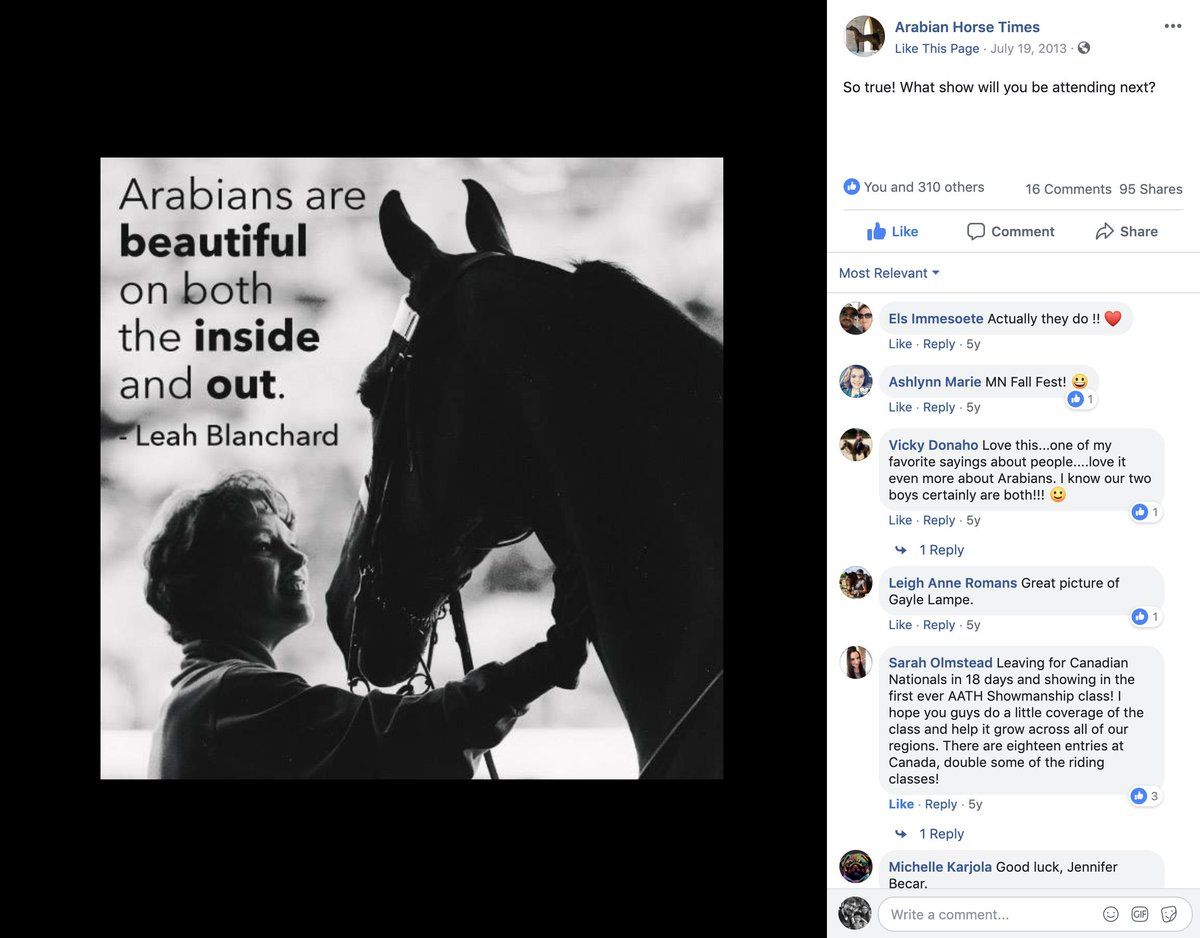 Arabians are
beautiful
on both
the inside
and out.
- Leah Blanchard
Arabian Horse Times
Like This Page · July 19, 2013 ·
So true! What show will you be attending next?
You and 310 others
16 Comments 95 Shares
Like
Comment
Share
Most Relevant
Els Immesoete Actually they do !! ❤️
Like · Reply · 5y
Ashlynn Marie MN Fall Fest! 😀
1
Like · Reply · 5y
Vicky Donaho Love this...one of my
favorite sayings about people....love it
even more about Arabians. I know our two
boys certainly are both!!! 😀
1
Like · Reply · 5y
1 Reply
Leigh Anne Romans Great picture of
Gayle Lampe.
1
Like · Reply · 5y
Sarah Olmstead Leaving for Canadian
Nationals in 18 days and showing in the
first ever AATH Showmanship class! I
hope you guys do a little coverage of the
class and help it grow across all of our
regions. There are eighteen entries at
Canada, double some of the riding
classes!
3
Like · Reply · 5y
1 Reply
Michelle Karjola Good luck, Jennifer
Becar.
Write a comment...
GIF